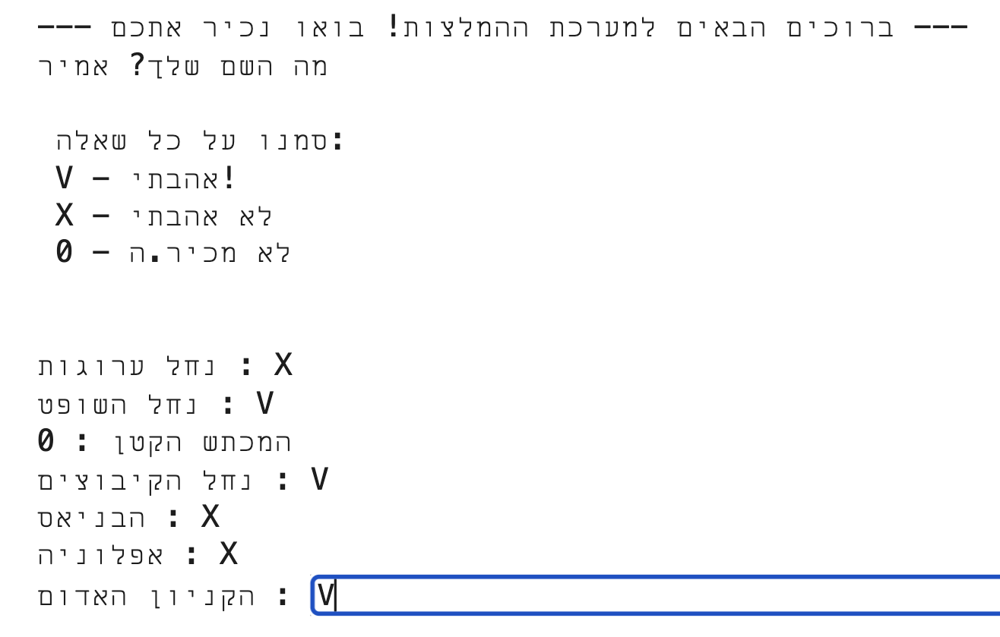 --- ברוכים הבאים למערכת ההמלצות! בואו נכיר אתכם ---
מה השם שלך? אמיר
סמנו על כל שאלה:
V - אהבתי!
X - לא אהבתי
0 - לא מכיר.ה
נחל ערוגות : X
נחל השופט : V
המכתש הקטן : 0
נחל הקיבוצים : V
הבניאס : X
אפלוניה : X
הקניון האדום : V